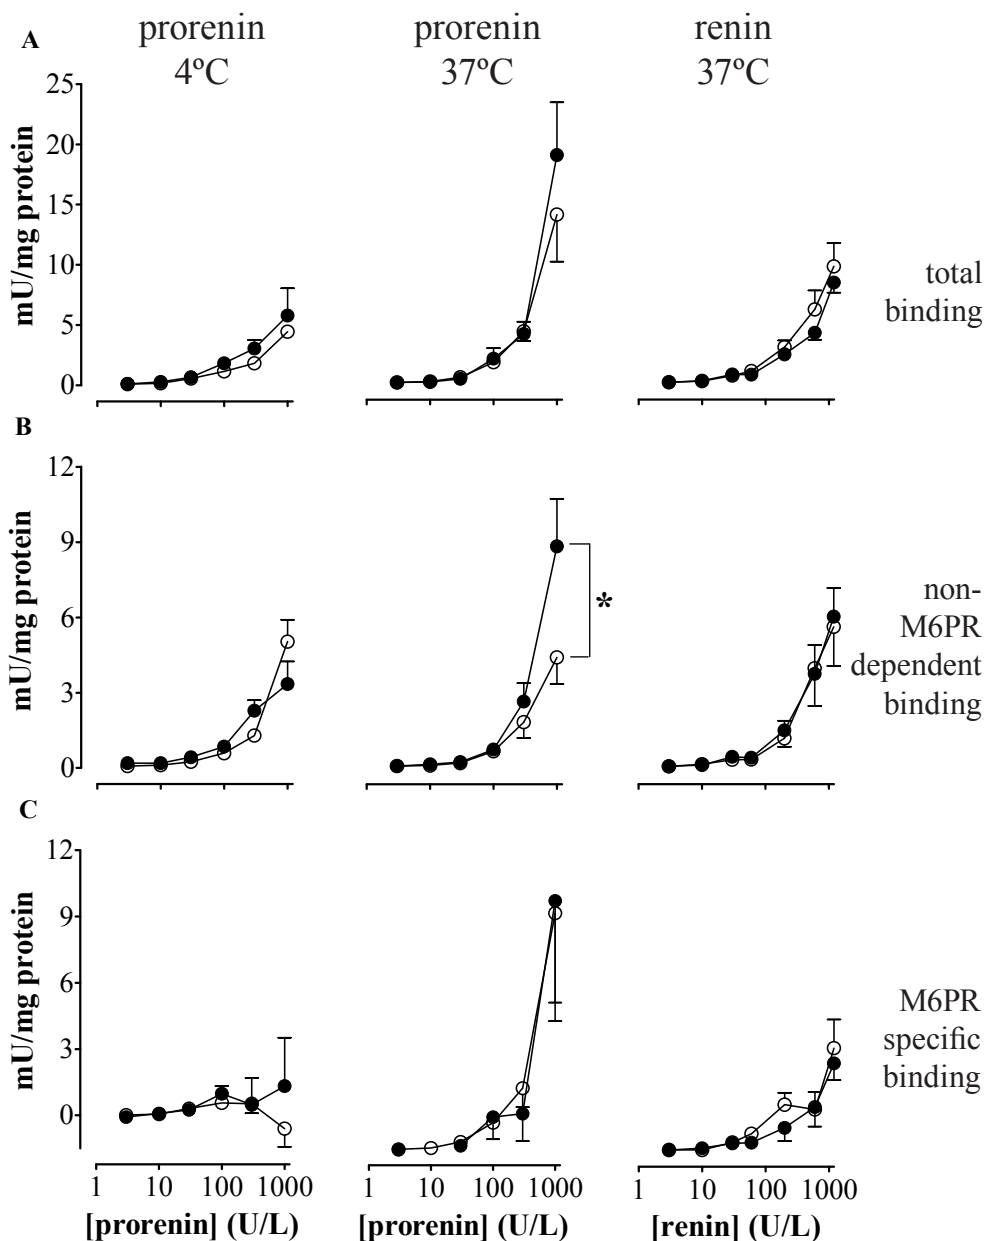 A
prorenin
4ºC
prorenin
37ºC
renin
37ºC
mU/mg protein
25
20
15
10
5
0
total
binding
B
mU/mg protein
12
9
6
3
0
*
non-
M6PR
dependent
binding
C
mU/mg protein
12
9
6
3
0
M6PR
specific
binding
1 10 100 1000
1 10 100 1000
1 10 100 1000
[prorenin] (U/L)
[prorenin] (U/L)
[renin] (U/L)